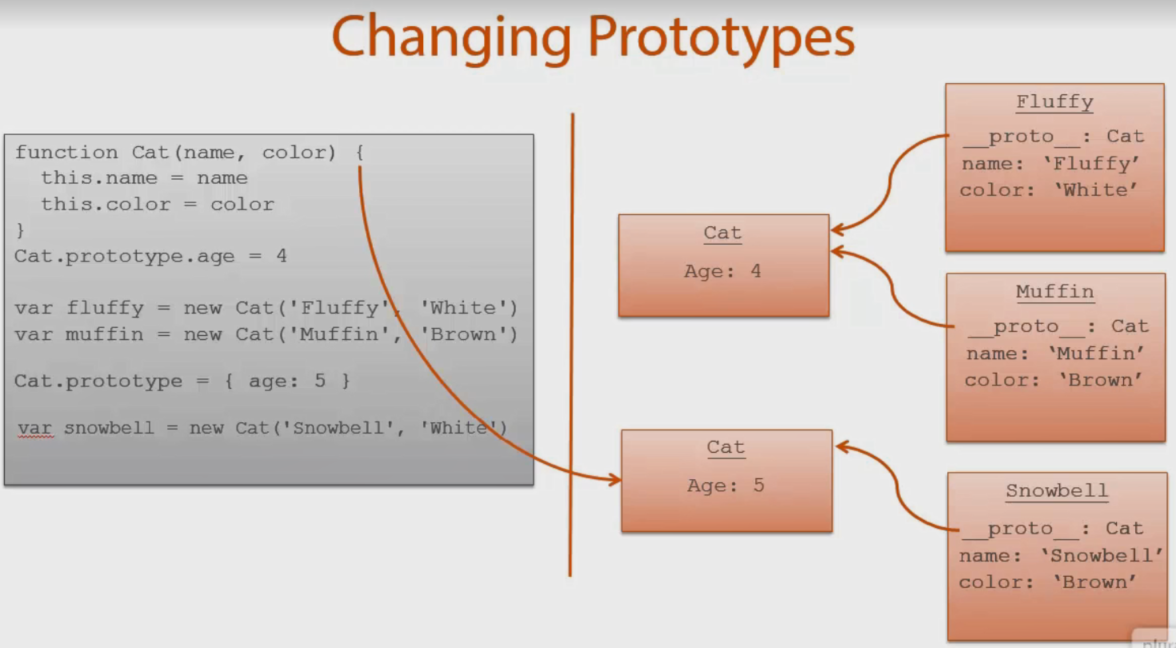 Changing Prototypes
function Cat(name, color) {
this.name = name
this.color = color
}
Cat.prototype.age = 4
var fluffy = new Cat('Fluffy', 'White')
var muffin = new Cat('Muffin', 'Brown')
Cat.prototype = { age: 5 }
var snowbell = new Cat('Snowbell', 'White')
Cat
Age: 4
Cat
Age: 5
Fluffy
__proto__: Cat
name: ‘Fluffy’
color: ‘White’
Muffin
__proto__: Cat
name: ‘Muffin’
color: ‘Brown’
Snowbell
__proto__: Cat
name: ‘Snowbell’
color: ‘Brown’